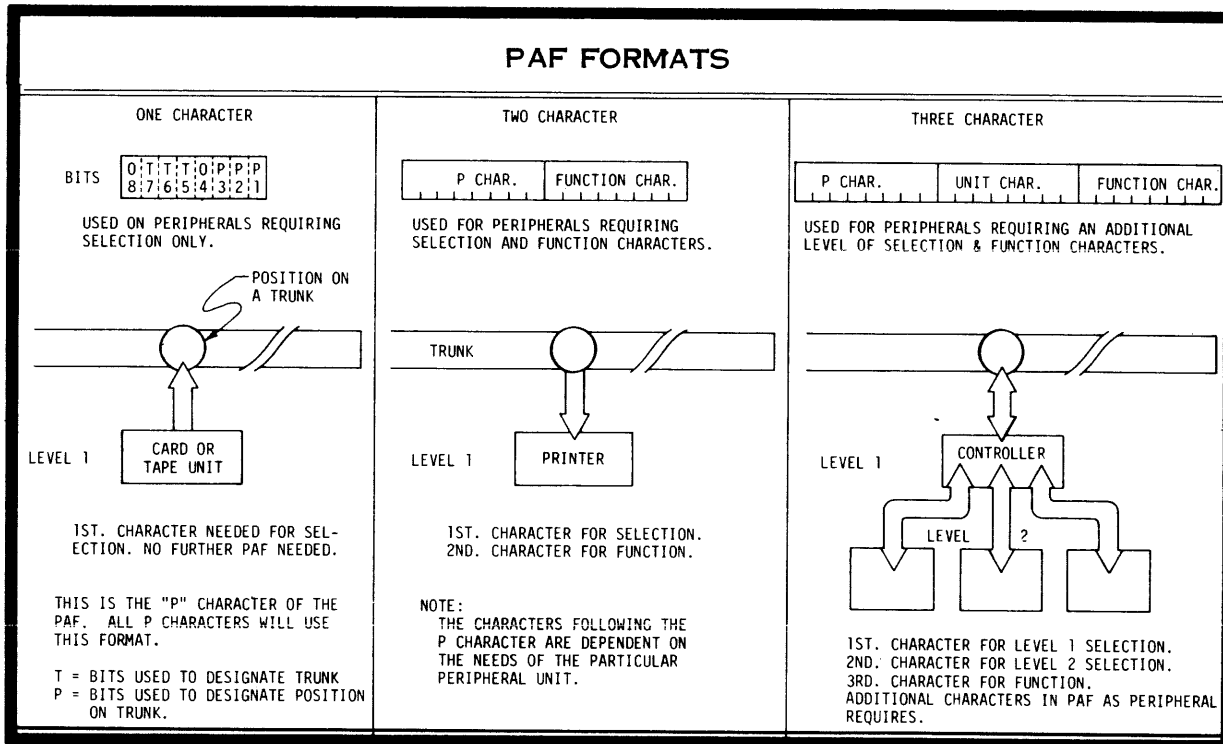 PAF FORMATS
ONE CHARACTER
BITS
0 T T T 0 P P P
8 7 6 5 4 3 2 1
USED ON PERIPHERALS REQUIRING
SELECTION ONLY.
POSITION ON
A TRUNK
LEVEL 1
CARD OR
TAPE UNIT
1ST. CHARACTER NEEDED FOR SEL-
ECTION. NO FURTHER PAF NEEDED.
THIS IS THE "P" CHARACTER OF THE
PAF. ALL P CHARACTERS WILL USE
THIS FORMAT.
T = BITS USED TO DESIGNATE TRUNK
P = BITS USED TO DESIGNATE POSITION
ON TRUNK.
TWO CHARACTER
P CHAR. FUNCTION CHAR.
USED FOR PERIPHERALS REQUIRING
SELECTION AND FUNCTION CHARACTERS.
TRUNK
LEVEL 1
PRINTER
1ST. CHARACTER FOR SELECTION.
2ND. CHARACTER FOR FUNCTION.
NOTE:
THE CHARACTERS FOLLOWING THE
P CHARACTER ARE DEPENDENT ON
THE NEEDS OF THE PARTICULAR
PERIPHERAL UNIT.
THREE CHARACTER
P CHAR. UNIT CHAR. FUNCTION CHAR.
USED FOR PERIPHERALS REQUIRING AN ADDITIONAL
LEVEL OF SELECTION & FUNCTION CHARACTERS.
LEVEL 1
CONTROLLER
LEVEL ?
1ST. CHARACTER FOR LEVEL 1 SELECTION.
2ND. CHARACTER FOR LEVEL 2 SELECTION.
3RD. CHARACTER FOR FUNCTION.
ADDITIONAL CHARACTERS IN PAF AS PERIPHERAL
REQUIRES.